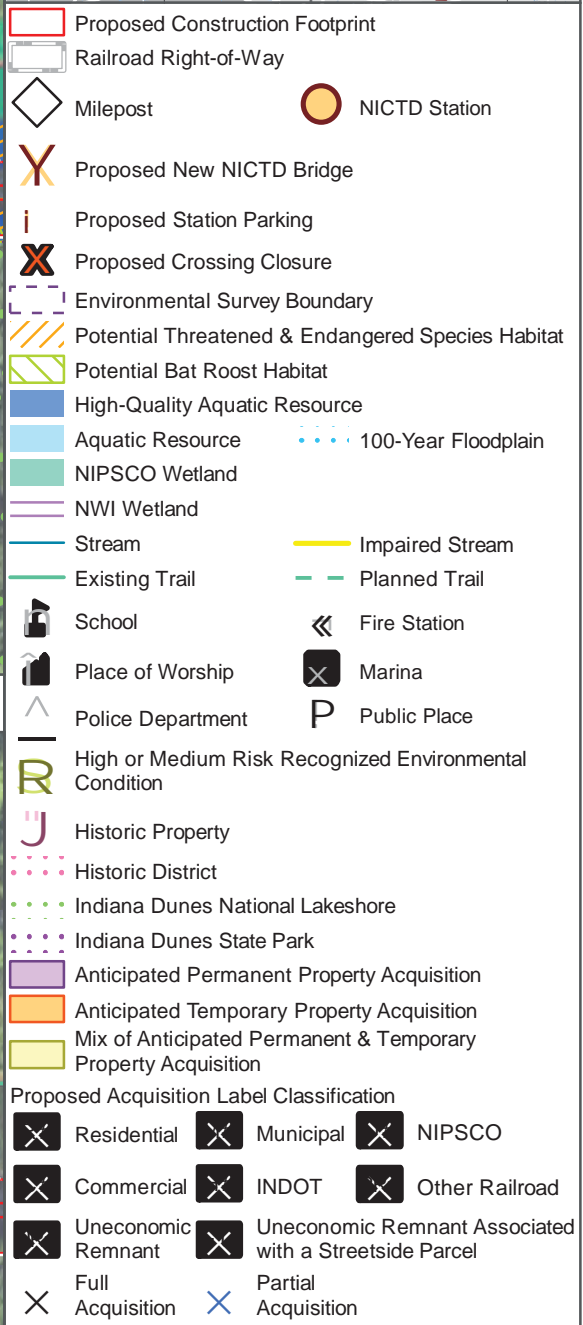 Proposed Construction Footprint
Railroad Right-of-Way
Milepost
NICTD Station
Proposed New NICTD Bridge
Proposed Station Parking
Proposed Crossing Closure
Environmental Survey Boundary
Potential Threatened & Endangered Species Habitat
Potential Bat Roost Habitat
High-Quality Aquatic Resource
Aquatic Resource
100-Year Floodplain
NIPSCO Wetland
NWI Wetland
Stream
Impaired Stream
Existing Trail
Planned Trail
School
Fire Station
Place of Worship
Marina
Police Department
P Public Place
High or Medium Risk Recognized Environmental
Condition
Historic Property
Historic District
Indiana Dunes National Lakeshore
Indiana Dunes State Park
Anticipated Permanent Property Acquisition
Anticipated Temporary Property Acquisition
Mix of Anticipated Permanent & Temporary
Property Acquisition
Proposed Acquisition Label Classification
Residential
Municipal
NIPSCO
Commercial
INDOT
Other Railroad
Uneconomic
Remnant
Uneconomic Remnant Associated
with a Streetside Parcel
Full
Acquisition
Partial
Acquisition